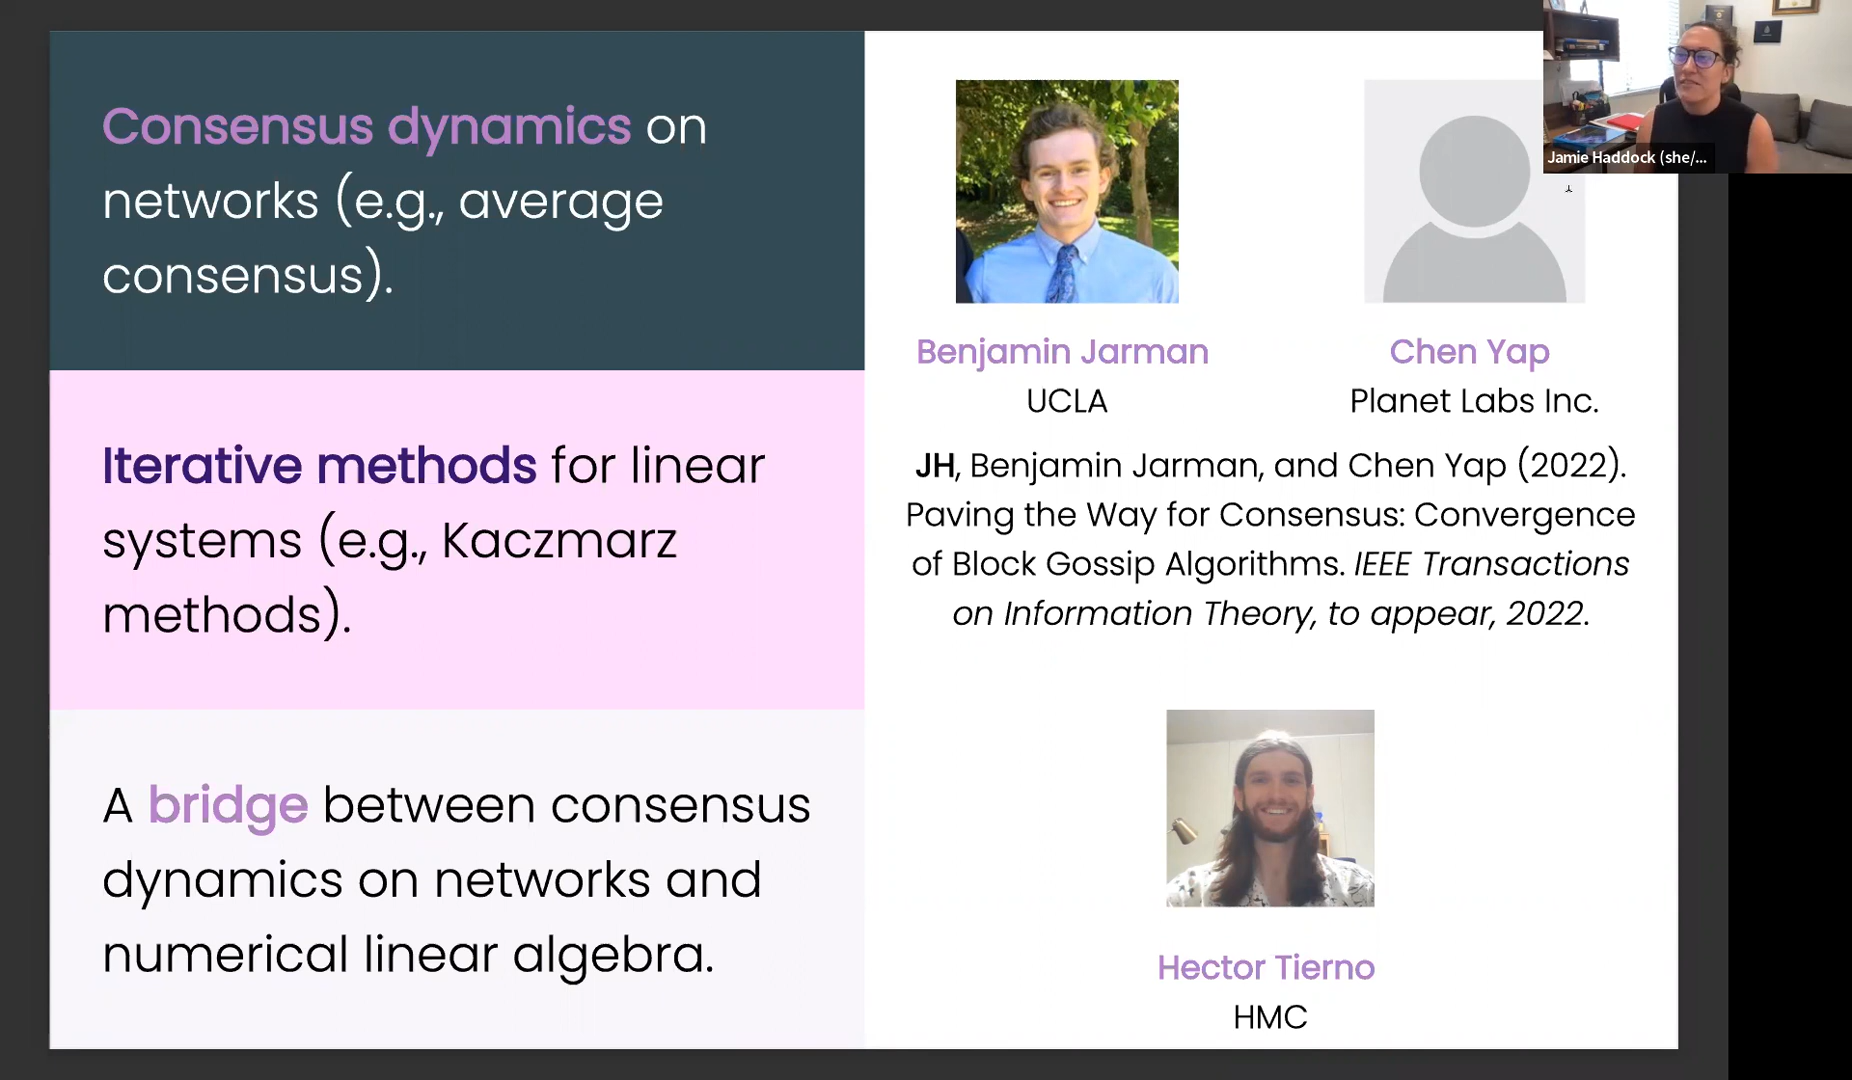 Consensus dynamics on
networks (e.g., average
consensus).
Iterative methods for linear
systems (e.g., Kaczmarz
methods).
A bridge between consensus
dynamics on networks and
numerical linear algebra.
Benjamin Jarman
UCLA
Chen Yap
Planet Labs Inc.
JH, Benjamin Jarman, and Chen Yap (2022).
Paving the Way for Consensus: Convergence
of Block Gossip Algorithms. IEEE Transactions
on Information Theory, to appear, 2022.
Hector Tierno
HMC
Jamie Haddock (she/...